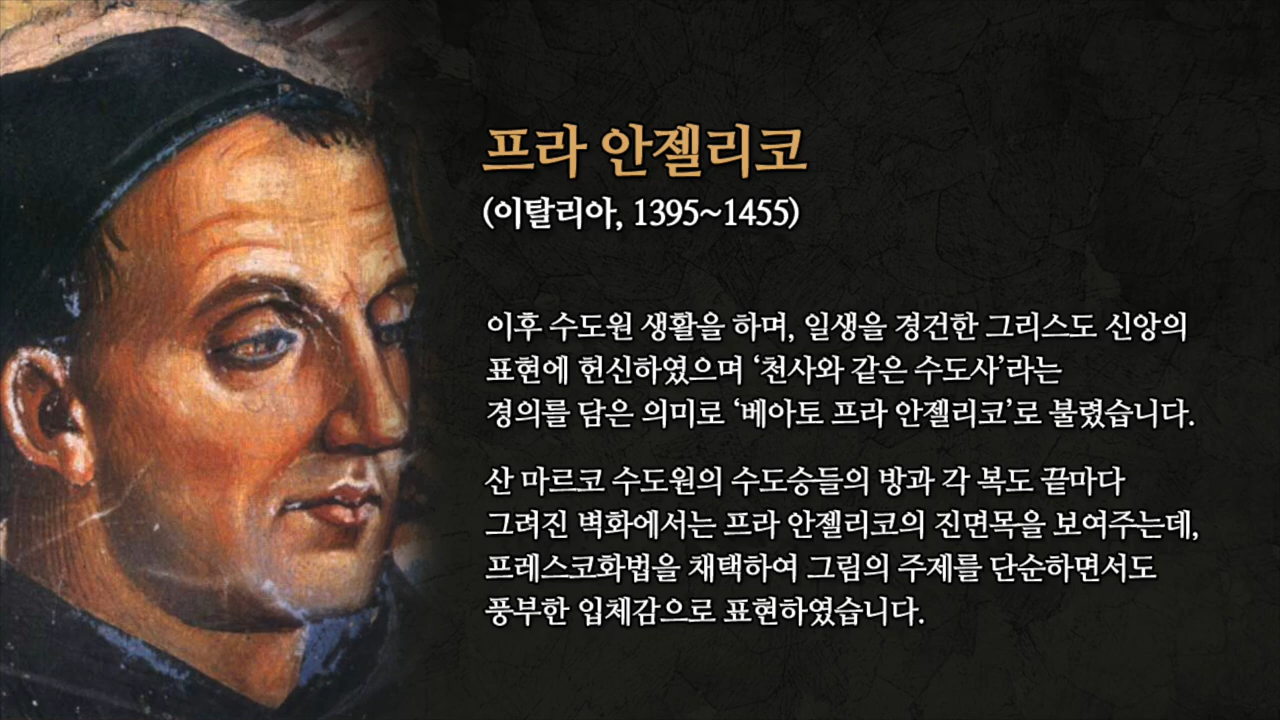 프라 안젤리코
(이탈리아, 1395~1455)
이후 수도원 생활을 하며, 일생을 경건한 그리스도 신앙의
표현에 헌신하였으며 ‘천사와 같은 수도사’라는
경의를 담은 의미로 ‘베아토 프라 안젤리코’로 불렸습니다.
산 마르코 수도원의 수도승들의 방과 각 복도 끝마다
그려진 벽화에서는 프라 안젤리코의 진면목을 보여주는데,
프레스코화법을 채택하여 그림의 주제를 단순하면서도
풍부한 입체감으로 표현하였습니다.